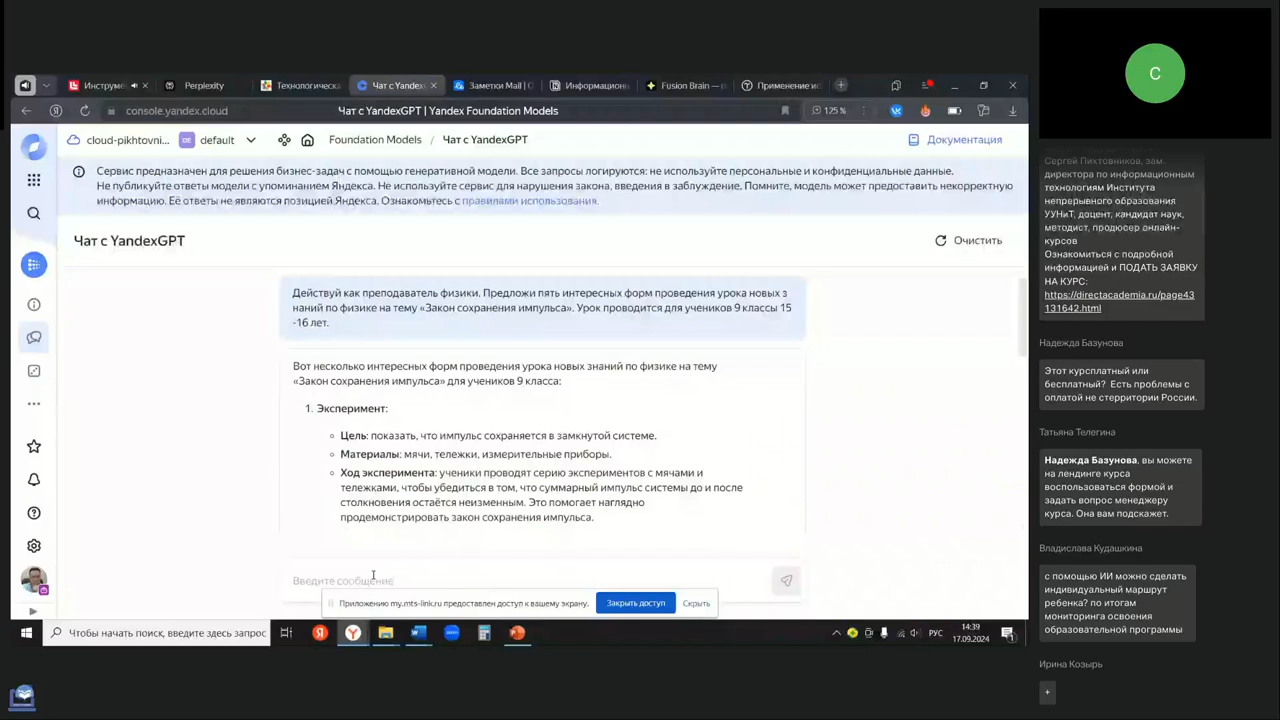 Инструме
Perplexity
Технологическа
Чат с Yandex
Заметки Mail | О
Информационн
Fusion Brain — р
Применение ис
console.yandex.cloud
Чат с YandexGPT | Yandex Foundation Models
125 %
cloud-pikhtovni...
DE
default
Foundation Models / Чат с YandexGPT
Документация
Сервис предназначен для решения бизнес-задач с помощью генеративной модели. Все запросы логируются: не используйте персональные и конфиденциальные данные.
Не публикуйте ответы модели с упоминанием Яндекса. Не используйте сервис для нарушения закона, введения в заблуждение. Помните, модель может предоставить некорректную
информацию. Её ответы не являются позицией Яндекса. Ознакомьтесь с правилами использования.
Чат с YandexGPT
Очистить
Действуй как преподаватель физики. Предложи пять интересных форм проведения урока новых з
наний по физике на тему «Закон сохранения импульса». Урок проводится для учеников 9 классы 15
-16 лет.
Вот несколько интересных форм проведения урока новых знаний по физике на тему
«Закон сохранения импульса» для учеников 9 класса:
1. Эксперимент:
Цель: показать, что импульс сохраняется в замкнутой системе.
Материалы: мячи, тележки, измерительные приборы.
Ход эксперимента: ученики проводят серию экспериментов с мячами и
тележками, чтобы убедиться в том, что суммарный импульс системы до и после
столкновения остаётся неизменным. Это помогает наглядно
продемонстрировать закон сохранения импульса.
Введите сообщение
Приложению my.mts-link.ru предоставлен доступ к вашему экрану.
Закрыть доступ
Скрыть
Чтобы начать поиск, введите здесь запрос
РУС
14:39
17.09.2024
С
Сергей Пихтовников, зам.
директора по информационным
технологиям Института
непрерывного образования
УУНиТ, доцент, кандидат наук,
методист, продюсер онлайн-
курсов
Ознакомиться с подробной
информацией и ПОДАТЬ ЗАЯВКУ
НА КУРС:
https://directacademia.ru/page43
131642.html
Надежда Базунова
Этот курсплатный или
бесплатный? Есть проблемы с
оплатой не стерритории России.
Татьяна Телегина
Надежда Базунова, вы можете
на лендинге курса
воспользоваться формой и
задать вопрос менеджеру
курса. Она вам подскажет.
Владислава Кудашкина
с помощью ИИ можно сделать
индивидуальный маршрут
ребенка? по итогам
мониторинга освоения
образовательной программы
Ирина Козырь
+